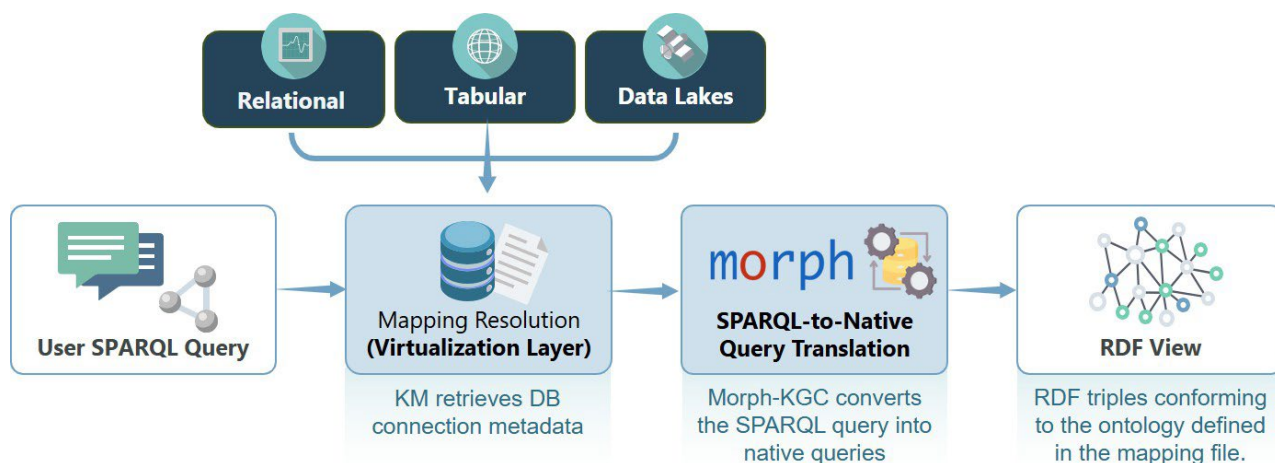 Relational
Tabular
Data Lakes
User SPARQL Query
Mapping Resolution
(Virtualization Layer)
KM retrieves DB
connection metadata
morph
SPARQL-to-Native
Query Translation
Morph-KGC converts
the SPARQL query into
native queries
RDF View
RDF triples conforming
to the ontology defined
in the mapping file.